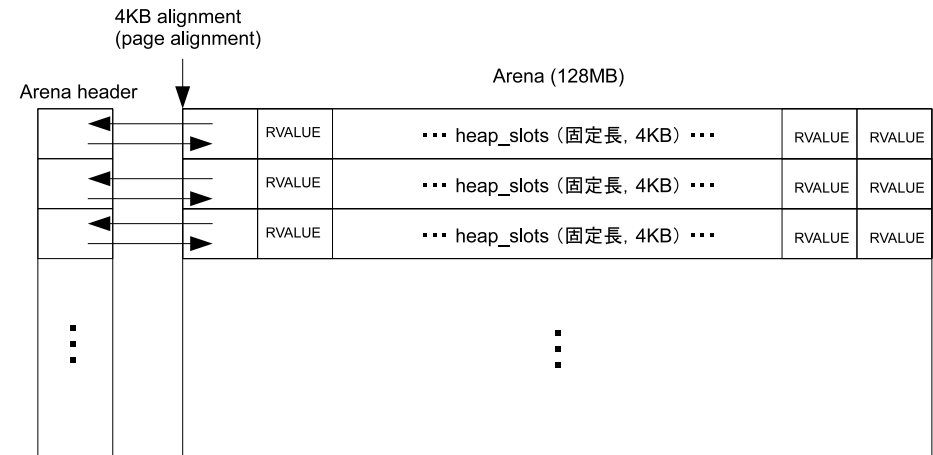 4KB alignment
(page alignment)
Arena (128MB)
Arena header
RVALUE ••• heap_slots (固定長, 4KB) ••• RVALUE RVALUE
RVALUE ••• heap_slots (固定長, 4KB) ••• RVALUE RVALUE
RVALUE ••• heap_slots (固定長, 4KB) ••• RVALUE RVALUE